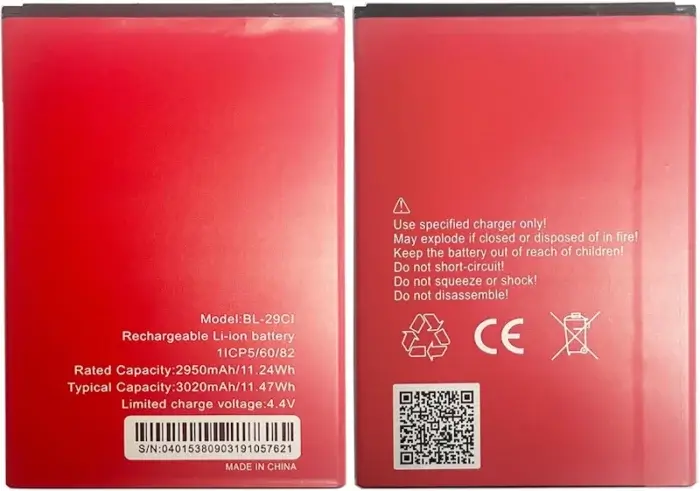 Model:BL-29CI
Rechargeable Li-ion battery
1ICP5/60/82
Rated Capacity:2950mAh/11.24Wh
Typical Capacity:3020mAh/11.47Wh
Limited charge voltage:4.4V
S/N:04015380903191057621
MADE IN CHINA
Use specified charger only!
May explode if closed or disposed of in fire!
Keep the battery out of reach of children!
Do not short-circuit!
Do not squeeze or shock!
Do not disassemble!
CE